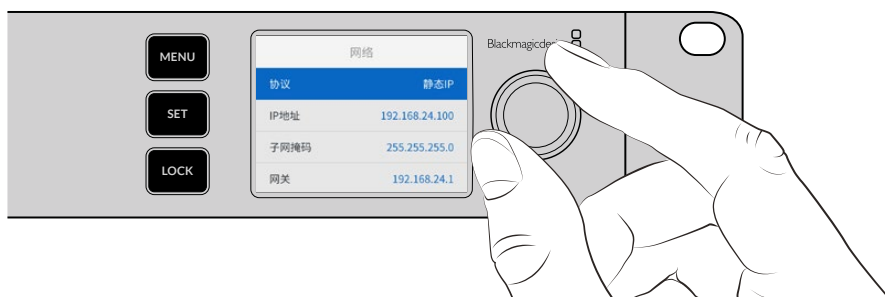 MENU
SET
LOCK
网络
协议 静态IP
IP地址 192.168.24.100
子网掩码 255.255.255.0
网关 192.168.24.1